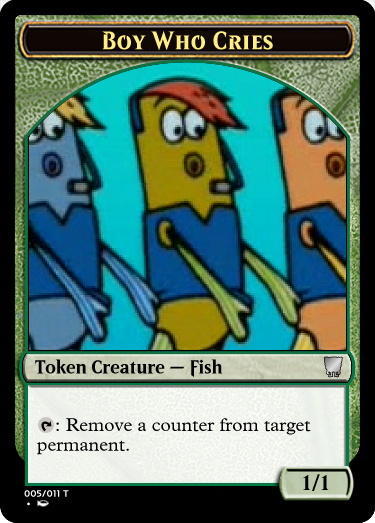 Boy Who Cries
Token Creature — Fish
: Remove a counter from target
permanent.
1/1
005/011 T